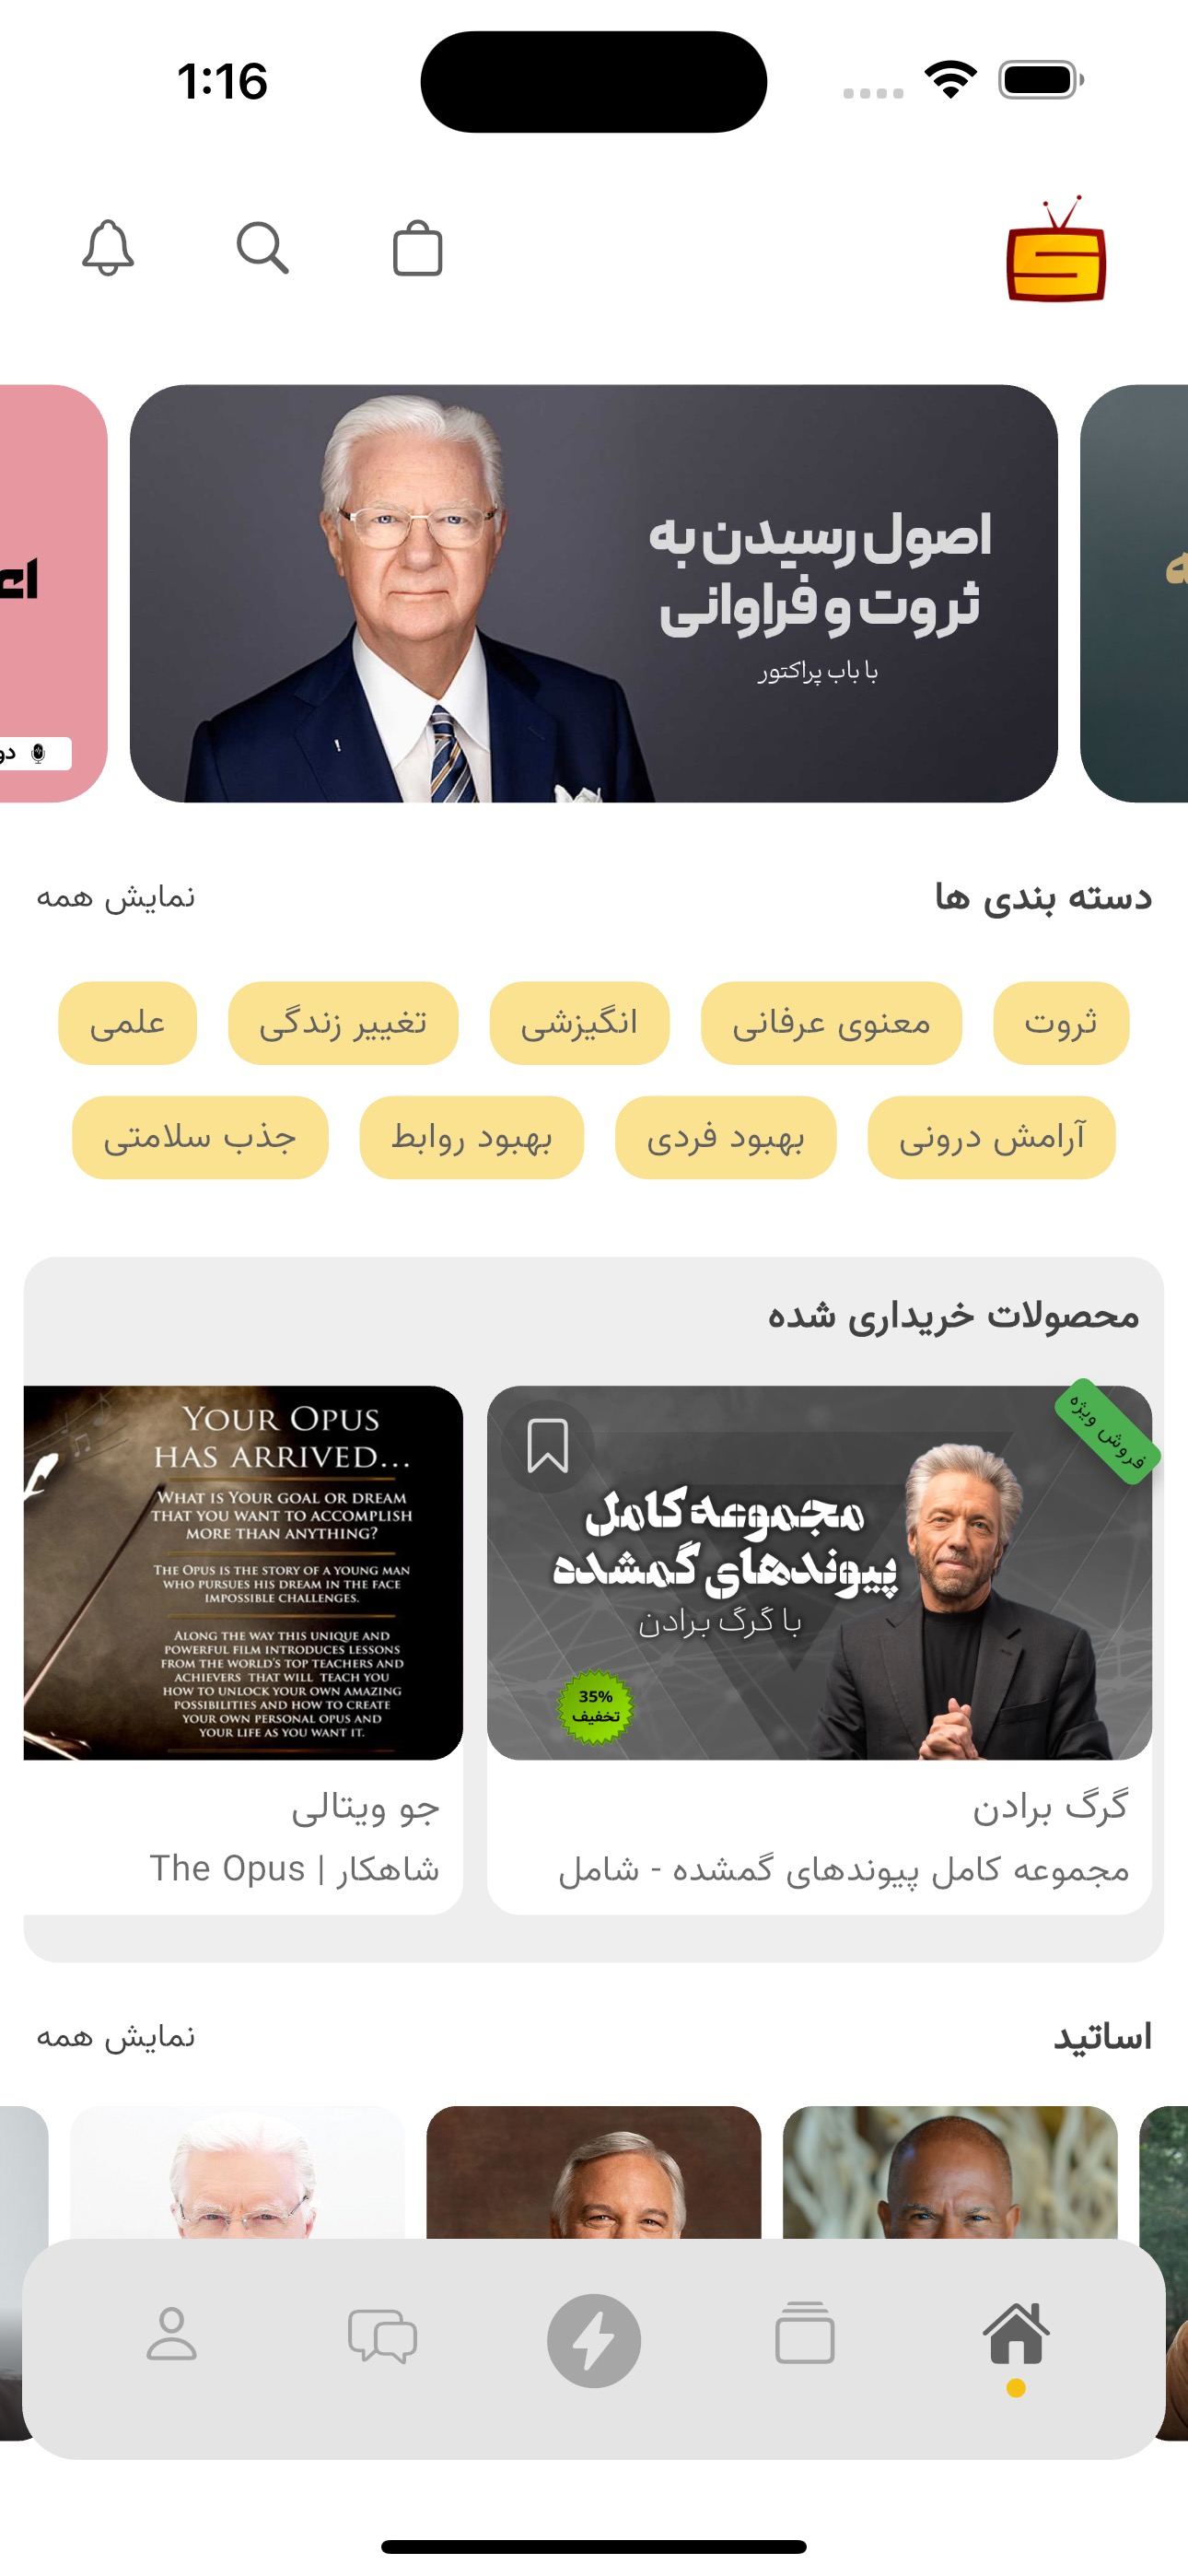 1:16
اصول رسیدن به
ثروت و فراوانی
با باب پراکتور
دسته بندی ها
نمایش همه
ثروت
معنوی عرفانی
انگیزشی
تغییر زندگی
علمی
آرامش درونی
بهبود فردی
بهبود روابط
جذب سلامتی
محصولات خریداری شده
فروش ویژه
مجموعه کامل
پیوندهای گمشده
با گرگ برادن
35%
تخفیف
گرگ برادن
مجموعه کامل پیوندهای گمشده - شامل
YOUR OPUS
HAS ARRIVED...
WHAT IS YOUR GOAL OR DREAM
THAT YOU WANT TO ACCOMPLISH
MORE THAN ANYTHING?
THE OPUS IS THE STORY OF A YOUNG MAN
WHO PURSUES HIS DREAM IN THE FACE
IMPOSSIBLE CHALLENGES.
ALONG THE WAY THIS UNIQUE AND
POWERFUL FILM INTRODUCES LESSONS
FROM THE WORLD'S TOP TEACHERS AND
ACHIEVERS THAT WILL TEACH YOU
HOW TO UNLOCK YOUR OWN AMAZING
POSSIBILITIES AND HOW TO CREATE
YOUR OWN PERSONAL OPUS AND
YOUR LIFE AS YOU WANT IT.
جو ویتالی
شاهکار | The Opus
اساتید
نمایش همه